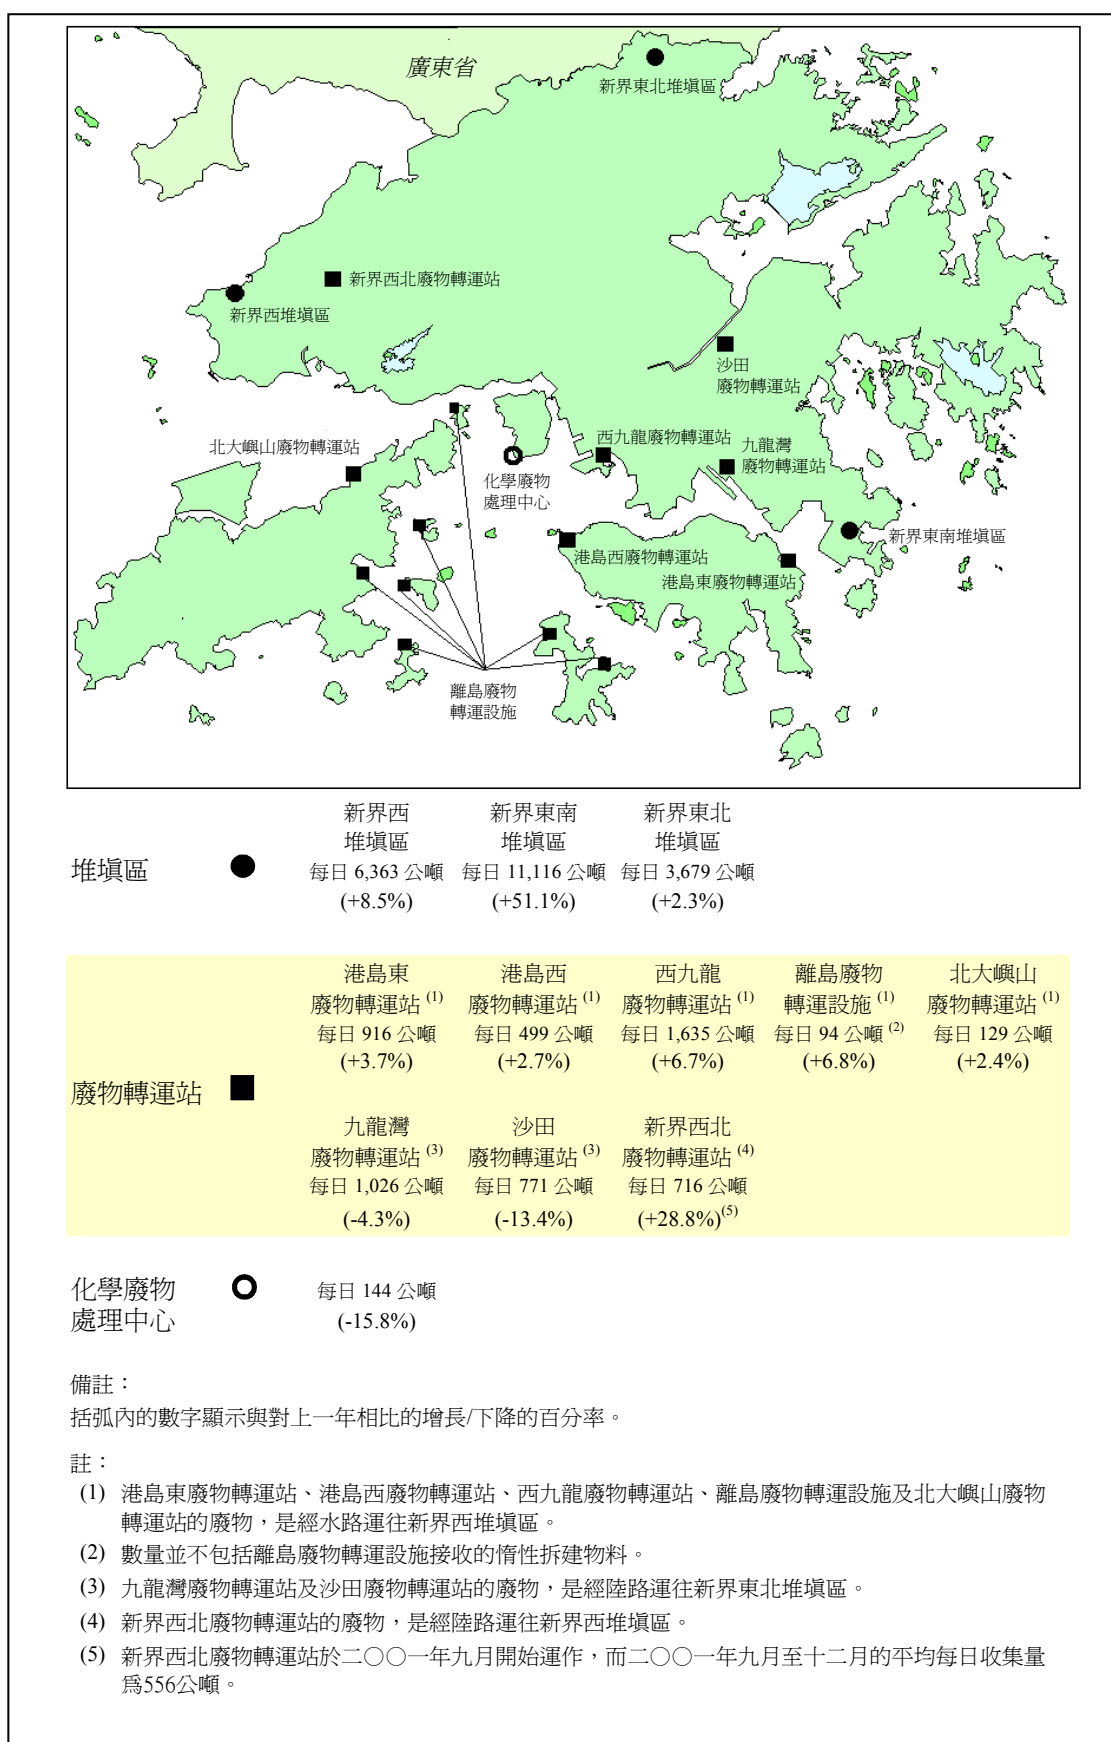 廣東省
新界東北堆填區
新界西北廢物轉運站
新界西堆填區
沙田
廢物轉運站
北大嶼山廢物轉運站
西九龍廢物轉運站
九龍灣
廢物轉運站
化學廢物
處理中心
新界東南堆填區
港島西廢物轉運站
港島東廢物轉運站
離島廢物
轉運設施
新界西 新界東南 新界東北
堆填區 堆填區 堆填區
堆填區 每日 6,363 公噸 每日 11,116 公噸 每日 3,679 公噸
(+8.5%) (+51.1%) (+2.3%)
港島東 港島西 西九龍 離島廢物 北大嶼山
廢物轉運站 (1) 廢物轉運站 (1) 廢物轉運站 (1) 轉運設施 (1) 廢物轉運站 (1)
每日 916 公噸 每日 499 公噸 每日 1,635 公噸 每日 94 公噸 (2) 每日 129 公噸
(+3.7%) (+2.7%) (+6.7%) (+6.8%) (+2.4%)
廢物轉運站
九龍灣 沙田 新界西北
廢物轉運站 (3) 廢物轉運站 (3) 廢物轉運站 (4)
每日 1,026 公噸 每日 771 公噸 每日 716 公噸
(-4.3%) (-13.4%) (+28.8%)(5)
化學廢物 每日 144 公噸
處理中心 (-15.8%)
備註：
括弧內的數字顯示與對上一年相比的增長/下降的百分率。
註：
(1) 港島東廢物轉運站、港島西廢物轉運站、西九龍廢物轉運站、離島廢物轉運設施及北大嶼山廢物
轉運站的廢物，是經水路運往新界西堆填區。
(2) 數量並不包括離島廢物轉運設施接收的惰性拆建物料。
(3) 九龍灣廢物轉運站及沙田廢物轉運站的廢物，是經陸路運往新界東北堆填區。
(4) 新界西北廢物轉運站的廢物，是經陸路運往新界西堆填區。
(5) 新界西北廢物轉運站於二○○一年九月開始運作，而二○○一年九月至十二月的平均每日收集量
爲556公噸。